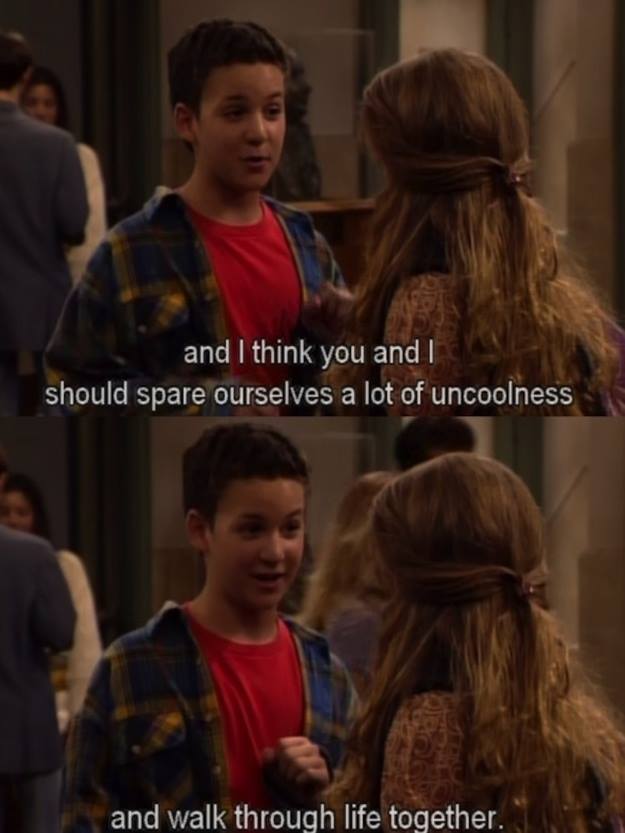 and I think you and I
should spare ourselves a lot of uncoolness
and walk through life together.